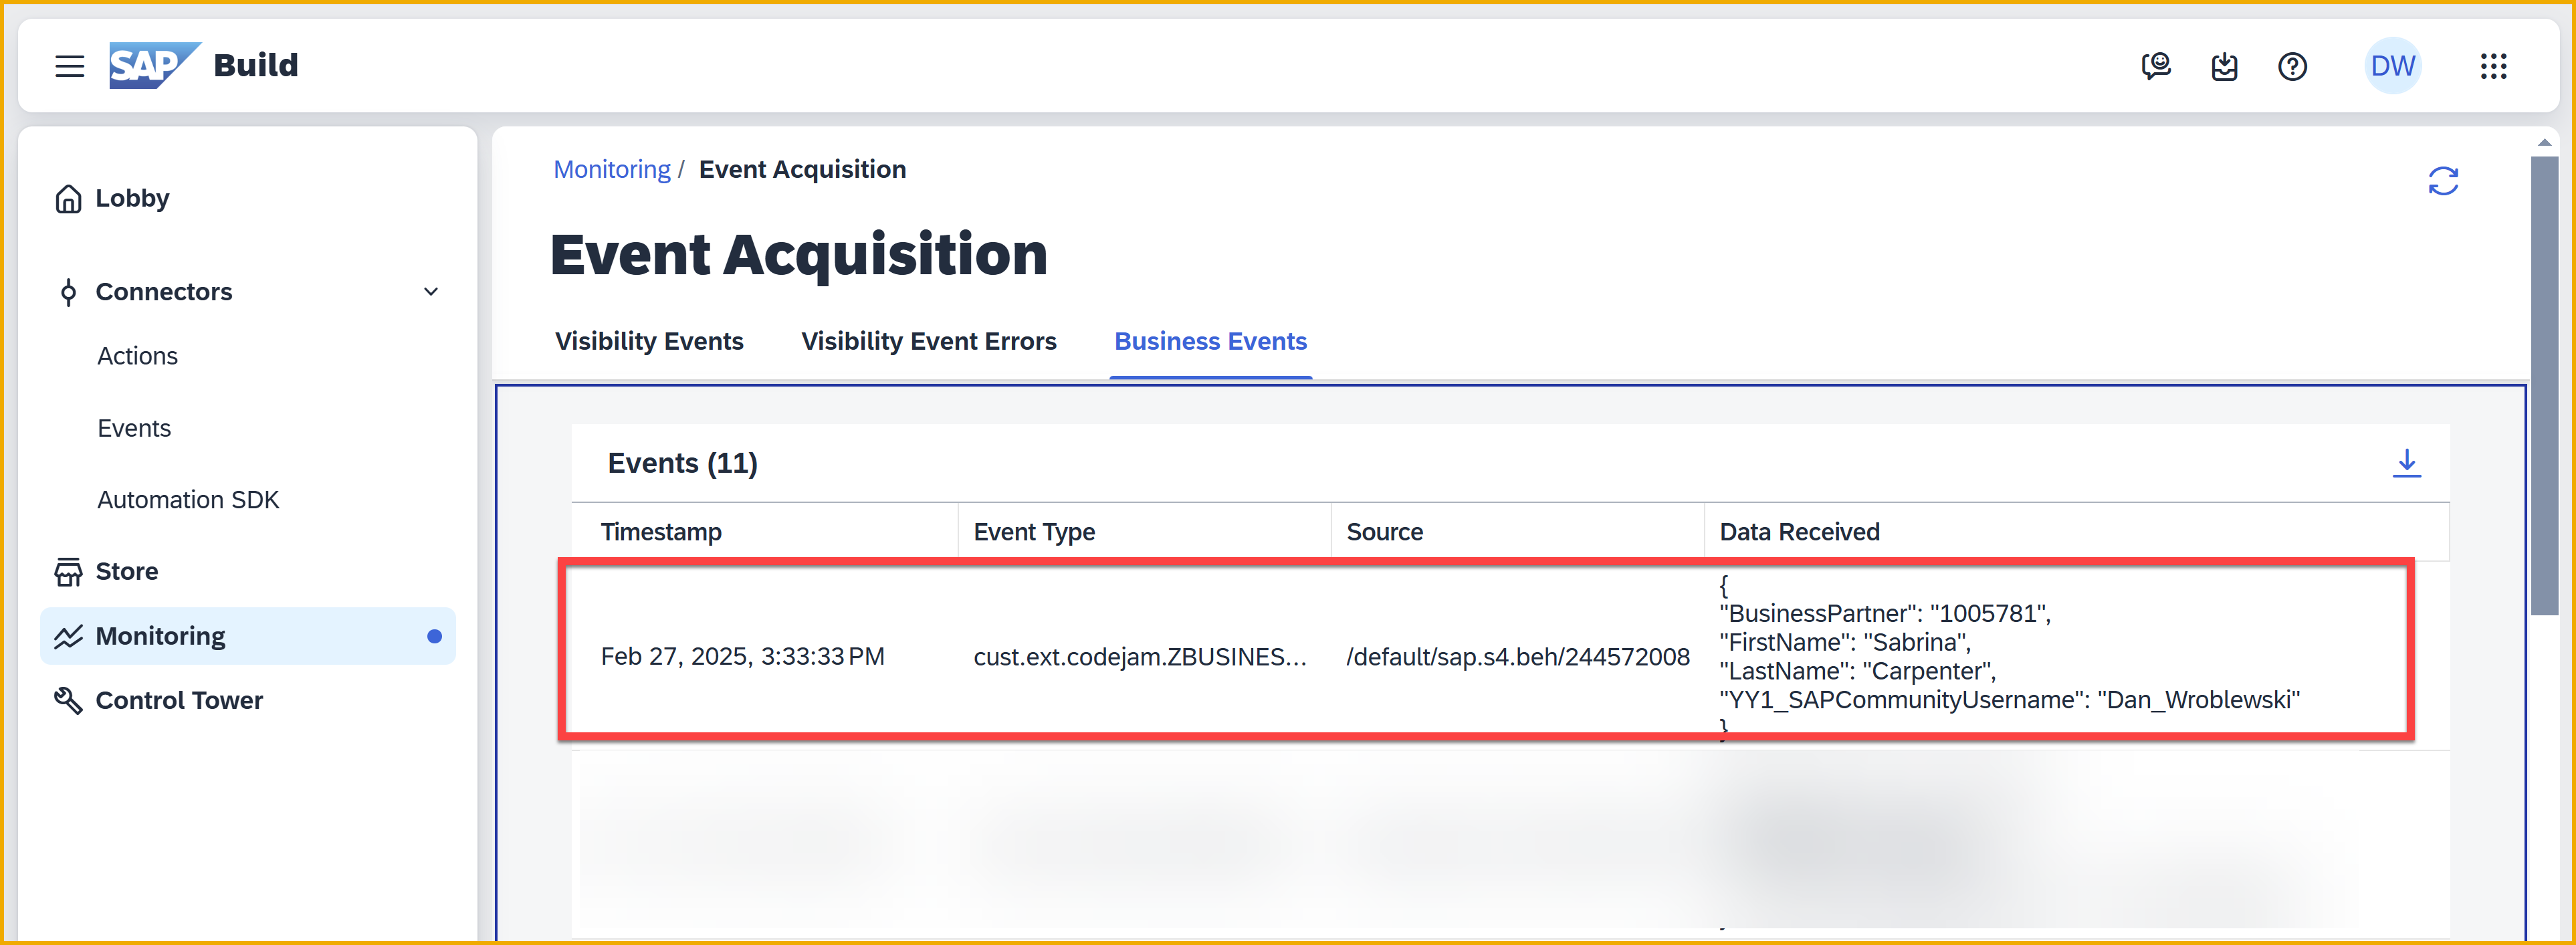 SAP Build
DW
Lobby
Connectors
Actions
Events
Automation SDK
Store
Monitoring
Control Tower
Monitoring / Event Acquisition
Event Acquisition
Visibility Events Visibility Event Errors Business Events
Events (11)
Timestamp Event Type Source Data Received
Feb 27, 2025, 3:33:33 PM cust.ext.codejam.ZBUSINES... /default/sap.s4.beh/244572008
{
"BusinessPartner": "1005781",
"FirstName": "Sabrina",
"LastName": "Carpenter",
"YY1_SAPCommunityUsername": "Dan_Wroblewski"
}